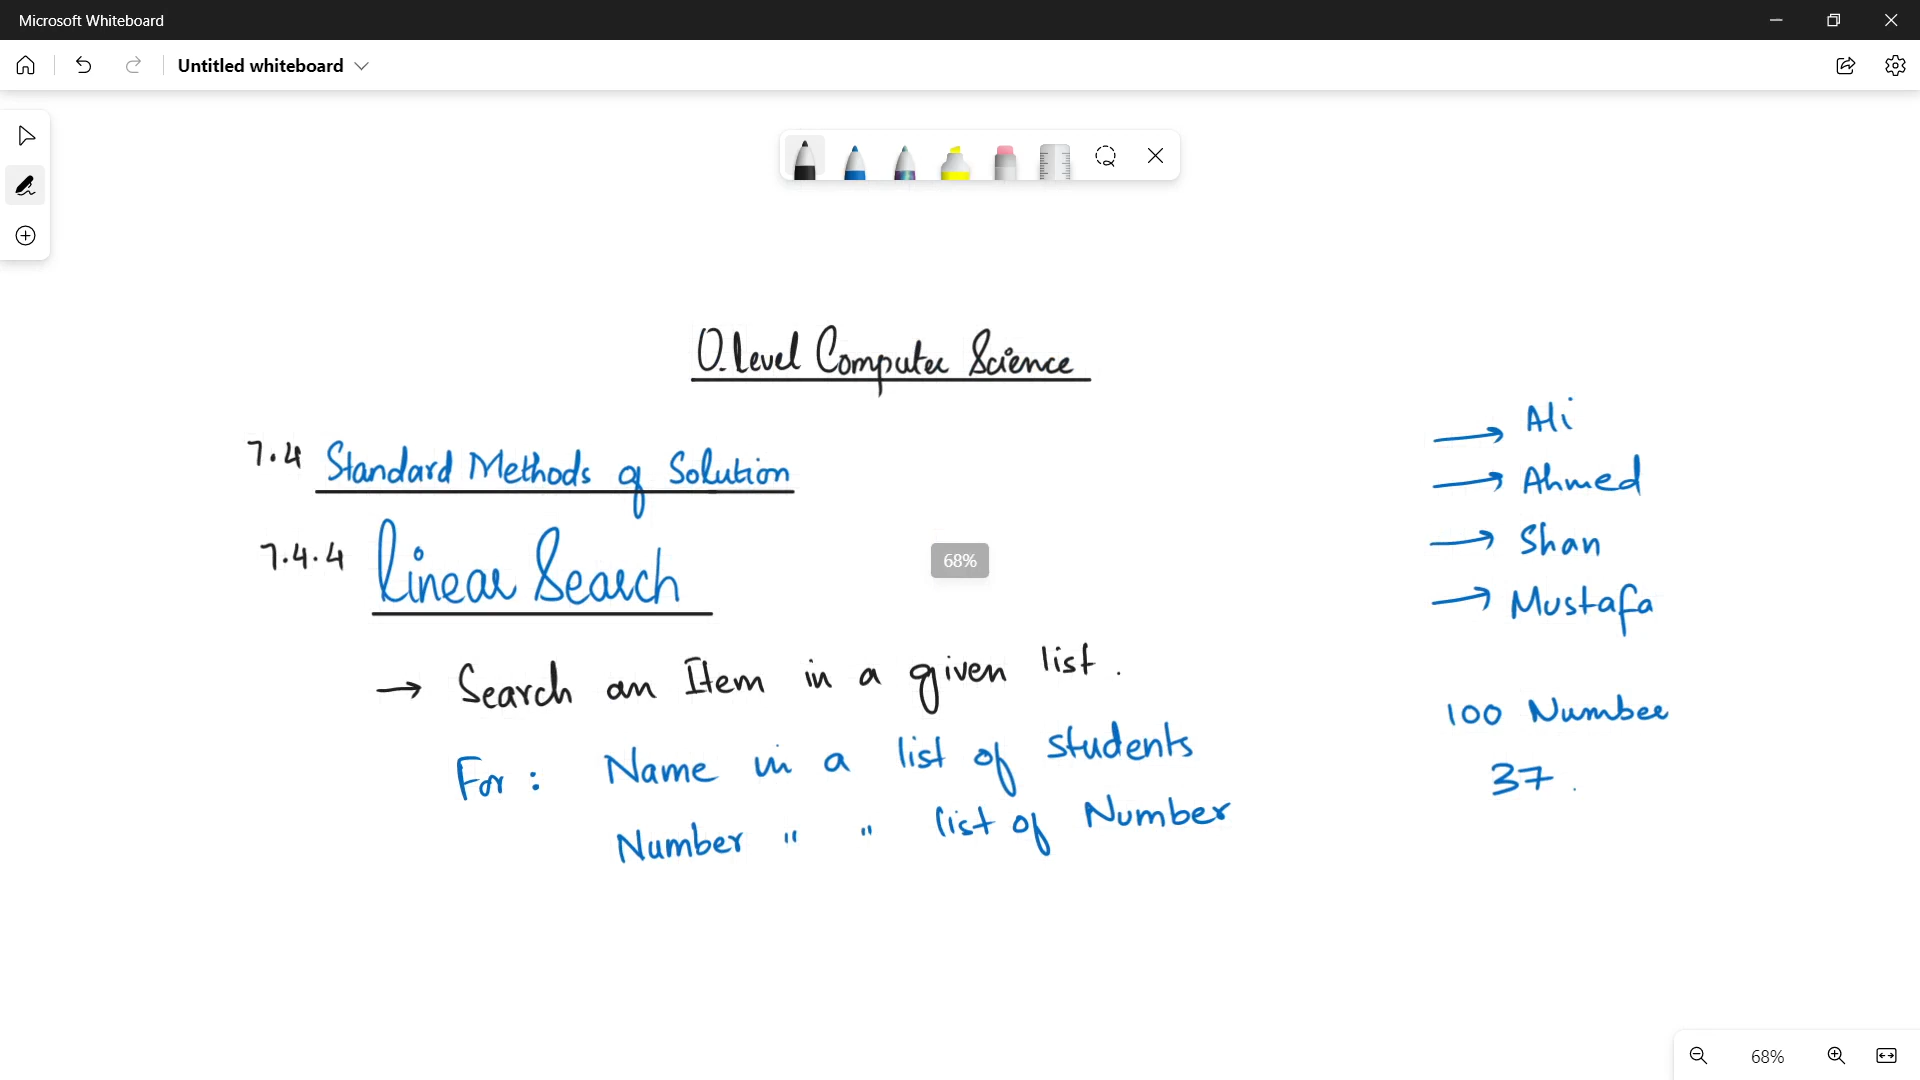 Microsoft Whiteboard
Untitled whiteboard
O.Level Computer Science
7.4 Standard Methods of Solution
7.4.4 Linear Search
68%
→ Search an Item in a given list.
For : Name in a list of students
Number " " list of Number
→ Ali
→ Ahmed
→ Shan
→ Mustafa
100 Number
37.
68%